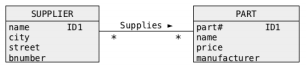 SUPPLIER
name ID1
city
street
bnumber
Supplies ►
* *
PART
part# ID1
name
price
manufacturer